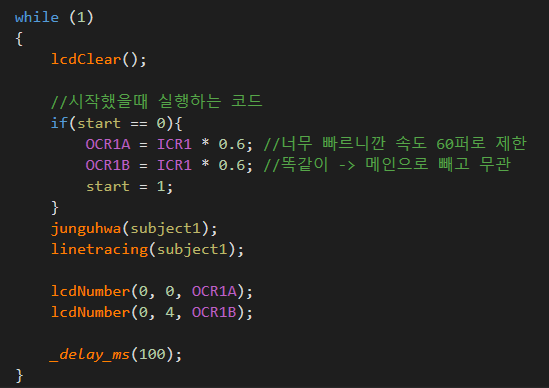 while (1)
{
    lcdClear();

    //시작했을때 실행하는 코드
    if(start == 0){
        OCR1A = ICR1 * 0.6; //너무 빠르니깐 속도 60퍼로 제한
        OCR1B = ICR1 * 0.6; //똑같이 -> 메인으로 빼고 무관
        start = 1;
    }
    junguhwa(subject1);
    linetracing(subject1);

    lcdNumber(0, 0, OCR1A);
    lcdNumber(0, 4, OCR1B);

    _delay_ms(100);
}